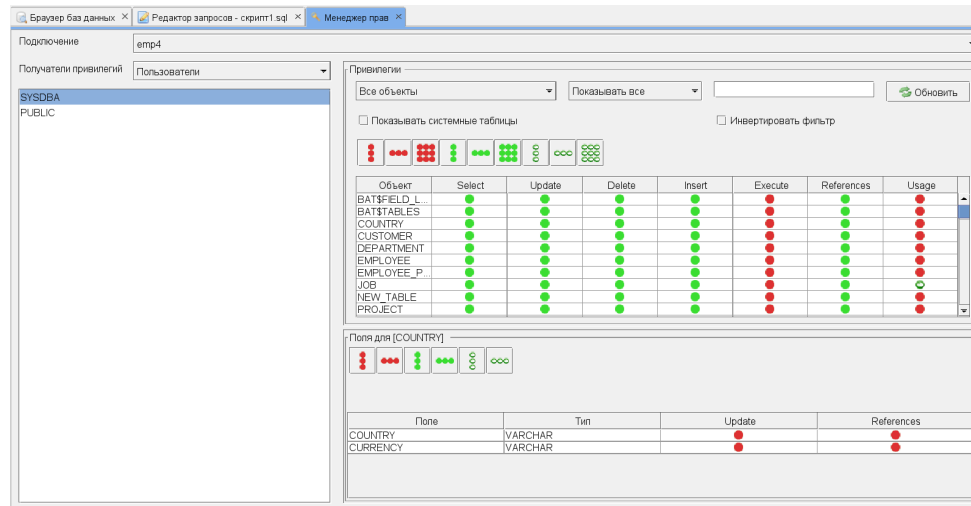 Браузер баз данных × Редактор запросов - скрипт1.sql × Менеджер прав ×
Подключение emp4
Получатели привилегий Пользователи
SYSDBA
PUBLIC
Привилегии
Все объекты Показывать все Обновить
Показывать системные таблицы Инвертировать фильтр
Объект Select Update Delete Insert Execute References Usage
BAT$FIELD_L...
BAT$TABLES
COUNTRY
CUSTOMER
DEPARTMENT
EMPLOYEE
EMPLOYEE_P...
JOB
NEW_TABLE
PROJECT
Поля для [COUNTRY]
Поле Тип Update References
COUNTRY VARCHAR
CURRENCY VARCHAR